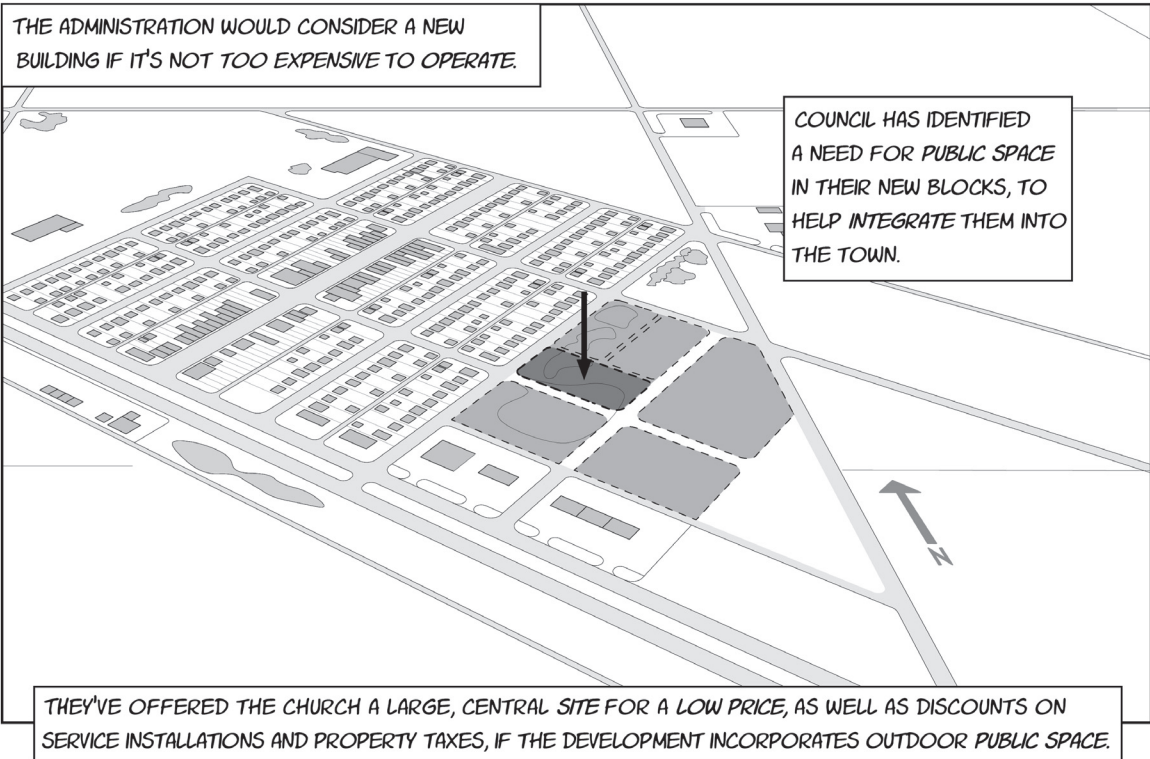 THE ADMINISTRATION WOULD CONSIDER A NEW
BUILDING IF IT'S NOT TOO EXPENSIVE TO OPERATE.
COUNCIL HAS IDENTIFIED
A NEED FOR PUBLIC SPACE
IN THEIR NEW BLOCKS, TO
HELP INTEGRATE THEM INTO
THE TOWN.
N
THEY'VE OFFERED THE CHURCH A LARGE, CENTRAL SITE FOR A LOW PRICE, AS WELL AS DISCOUNTS ON
SERVICE INSTALLATIONS AND PROPERTY TAXES, IF THE DEVELOPMENT INCORPORATES OUTDOOR PUBLIC SPACE.